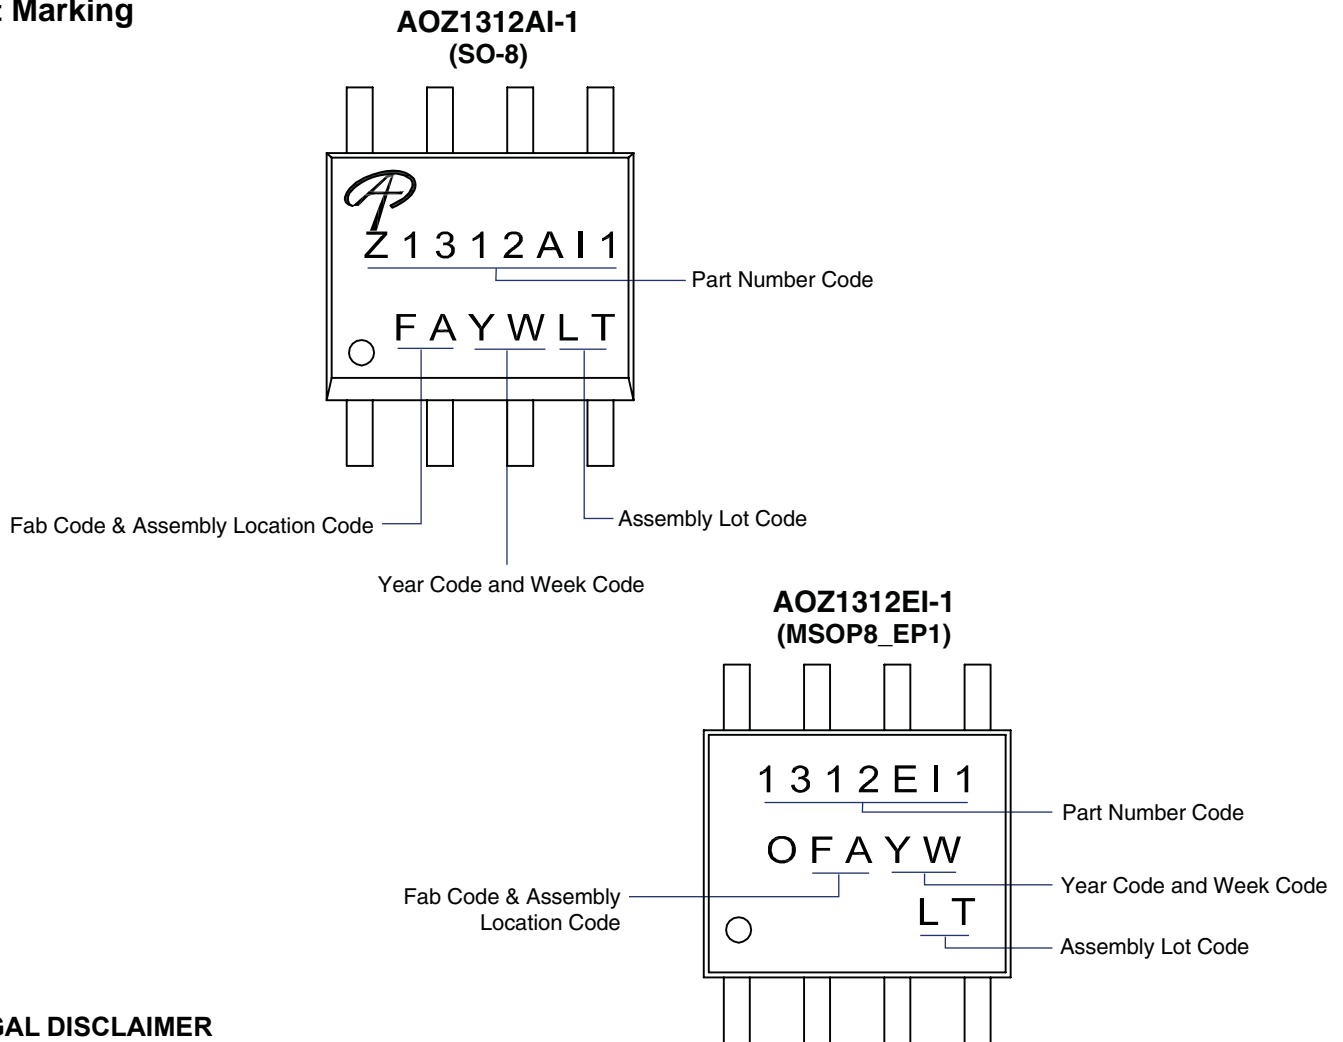 Marking
AOZ1312AI-1
(SO-8)
Z1312AI1
Part Number Code
FAYWLT
Fab Code & Assembly Location Code
Assembly Lot Code
Year Code and Week Code
AOZ1312EI-1
(MSOP8_EP1)
1312EI1
Part Number Code
OFAYW
Fab Code & Assembly
Location Code
Year Code and Week Code
LT
Assembly Lot Code
GAL DISCLAIMER